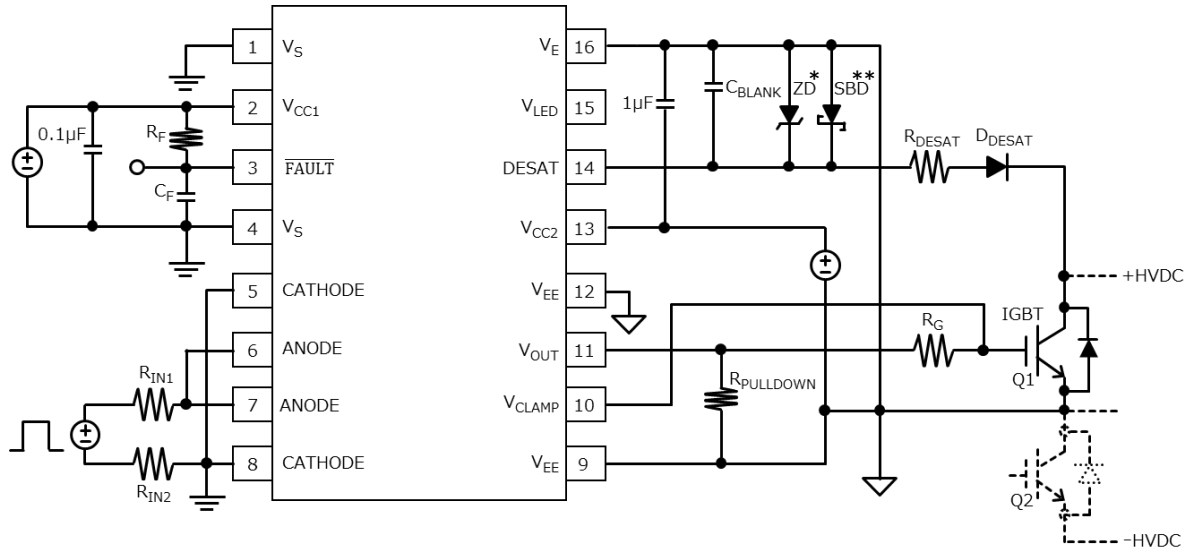 1 V_S
2 V_CC1
3 FAULT
4 V_S
5 CATHODE
6 ANODE
7 ANODE
8 CATHODE
V_E 16
V_LED 15
DESAT 14
V_CC2 13
V_EE 12
V_OUT 11
V_CLAMP 10
V_EE 9
0.1μF
R_F
C_F
R_IN1
R_IN2
1μF
C_BLANK
ZD*
SBD**
R_DESAT
D_DESAT
+HVDC
IGBT
Q1
R_G
R_PULLDOWN
Q2
−HVDC